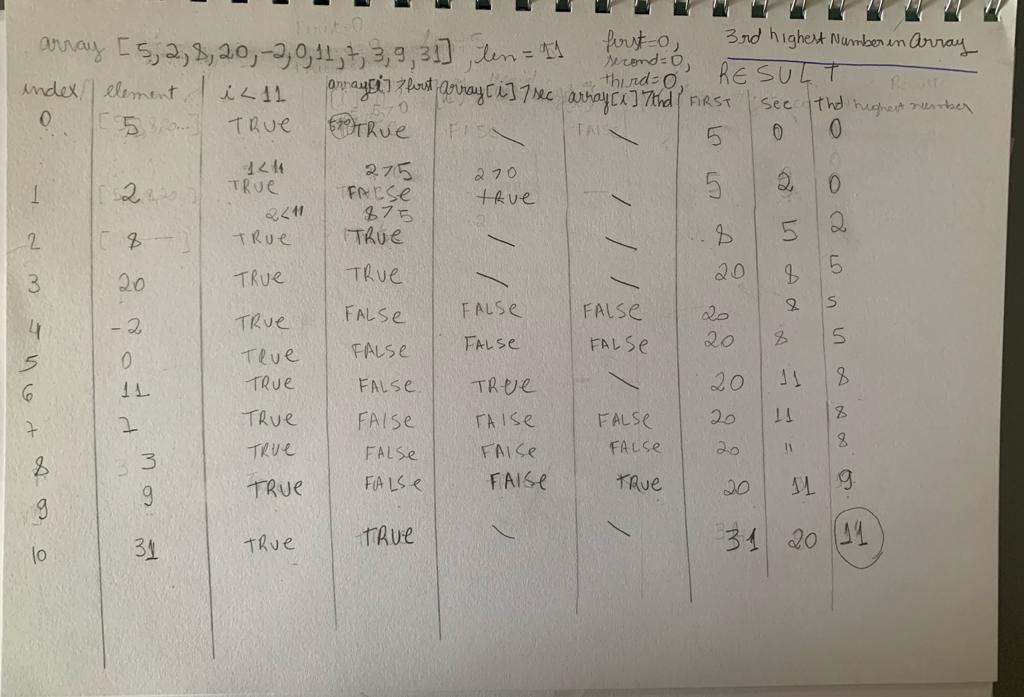 3rd highest Number in Array
array [5,2,8,20,-2,0,11,7,3,9,31], len = 11 first=0, second=0, third=0,
RESULT
index element i<11 array[i]>first array[i]>sec array[i]>thd FIRST Sec Thd highest number
0 5 TRUE TRUE \ \ 5 0 0
1<11 2>5 2>0
1 2 TRUE FALSE TRUE \ 5 2 0
2<11 8>5
2 8 TRUE TRUE \ \ 8 5 2
3 20 TRUE TRUE \ \ 20 8 5
4 -2 TRUE FALSE FALSE FALSE 20 8 5
5 0 TRUE FALSE FALSE FALSE 20 8 5
6 11 TRUE FALSE TRUE \ 20 11 8
7 7 TRUE FALSE FALSE FALSE 20 11 8
8 3 TRUE FALSE FALSE FALSE 20 11 8
9 9 TRUE FALSE FALSE TRUE 20 11 9
10 31 TRUE TRUE \ \ 31 20 11